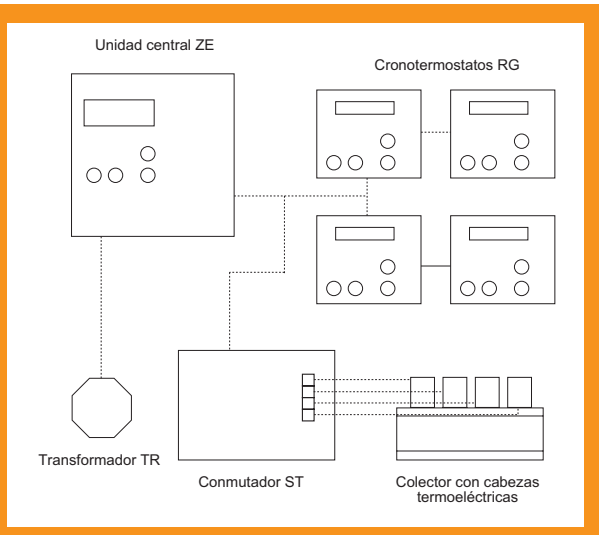 Unidad central ZE
Cronotermostatos RG
Transformador TR
Conmutador ST
Colector con cabezas
termoeléctricas